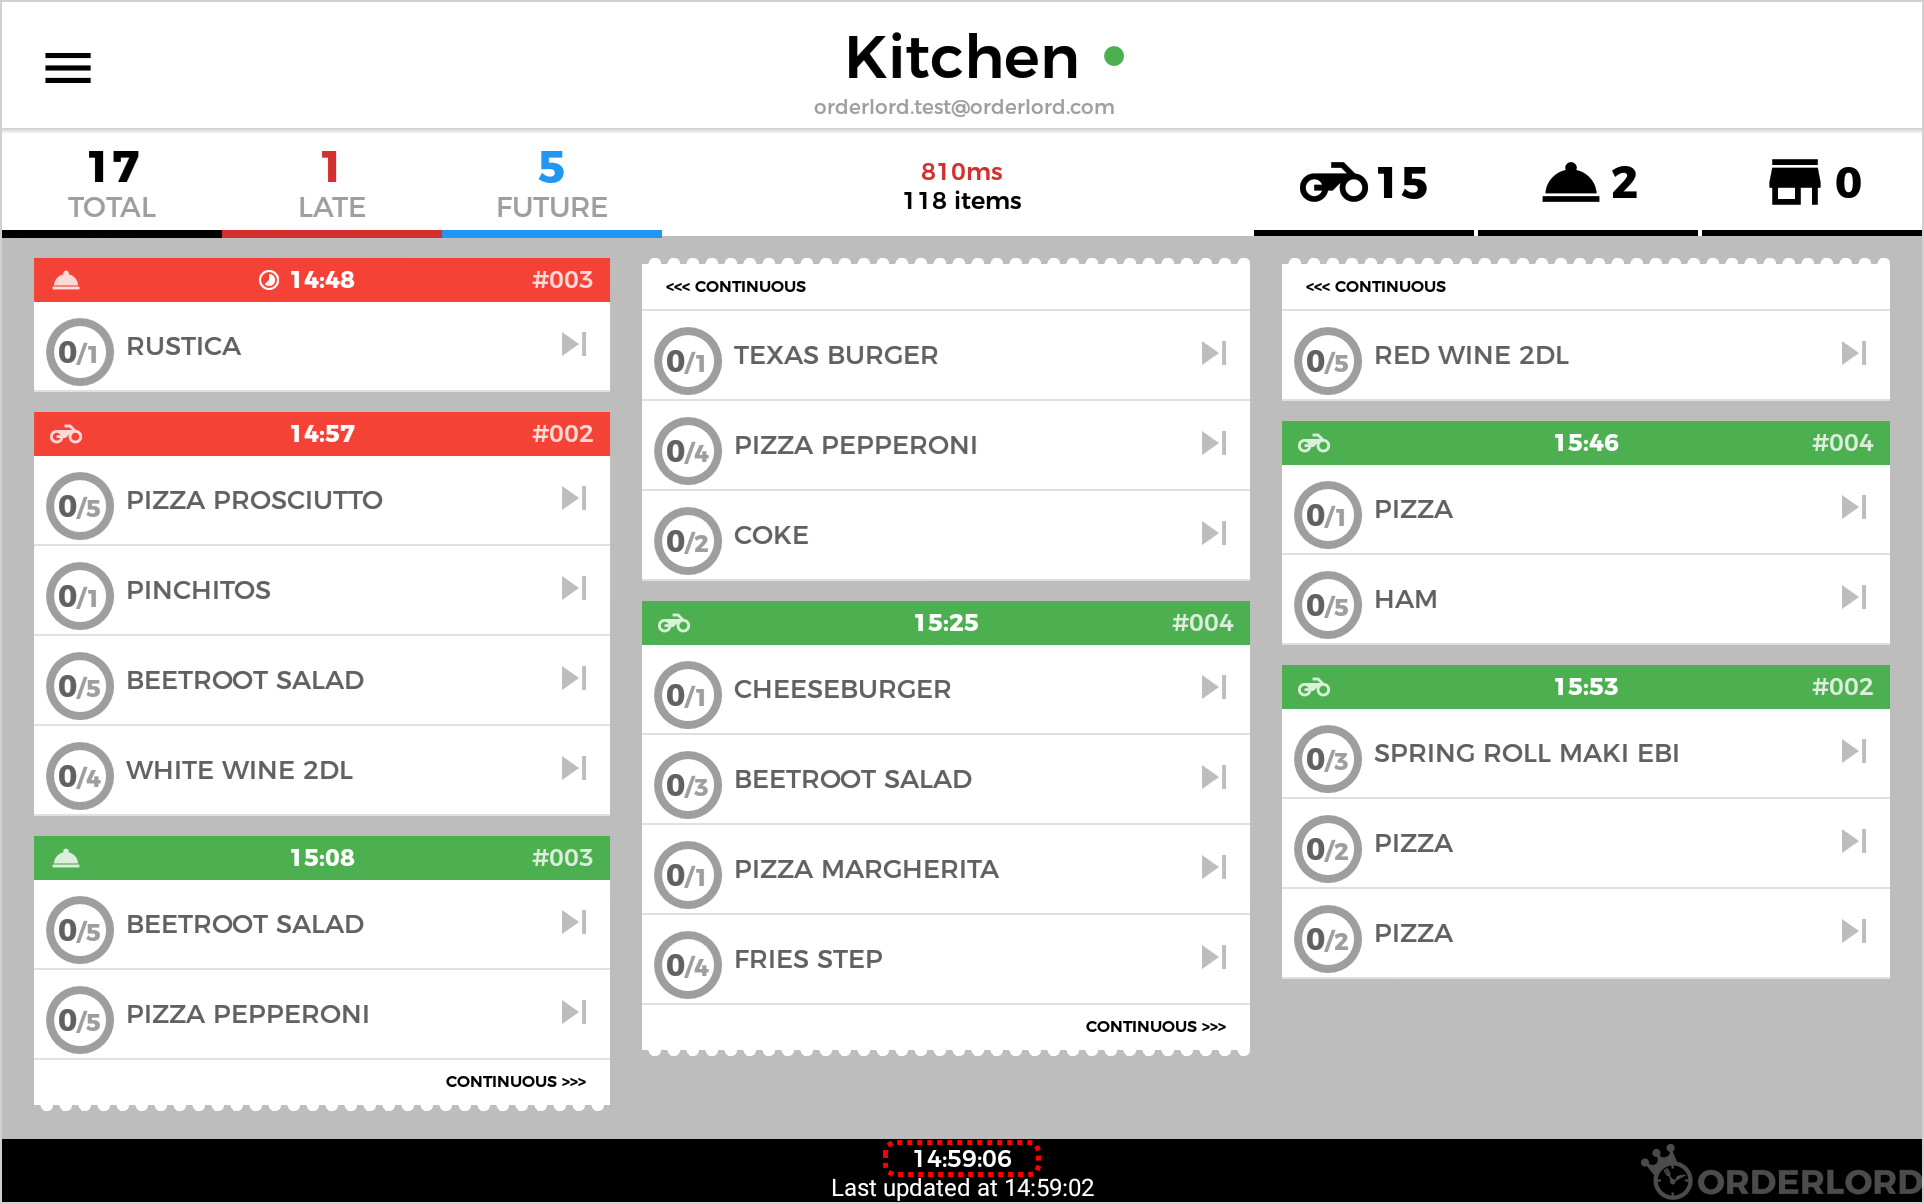 Kitchen
orderlord.test@orderlord.com
17
TOTAL
1
LATE
5
FUTURE
810ms
118 items
15
2
0
14:48 #003
0/1 RUSTICA
14:57 #002
0/5 PIZZA PROSCIUTTO
0/1 PINCHITOS
0/5 BEETROOT SALAD
0/4 WHITE WINE 2DL
15:08 #003
0/5 BEETROOT SALAD
0/5 PIZZA PEPPERONI
CONTINUOUS >>>
<<< CONTINUOUS
0/1 TEXAS BURGER
0/4 PIZZA PEPPERONI
0/2 COKE
15:25 #004
0/1 CHEESEBURGER
0/3 BEETROOT SALAD
0/1 PIZZA MARGHERITA
0/4 FRIES STEP
CONTINUOUS >>>
<<< CONTINUOUS
0/5 RED WINE 2DL
15:46 #004
0/1 PIZZA
0/5 HAM
15:53 #002
0/3 SPRING ROLL MAKI EBI
0/2 PIZZA
0/2 PIZZA
14:59:06
Last updated at 14:59:02
ORDERLORD